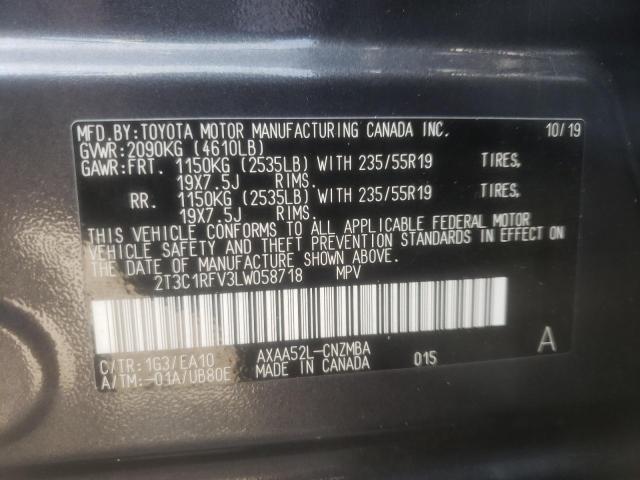 MFD.BY:TOYOTA MOTOR MANUFACTURING CANADA INC. 10/19
GVWR:2090KG (4610LB)
GAWR:FRT. 1150KG (2535LB) WITH 235/55R19 TIRES,
19X7.5J RIMS.
RR. 1150KG (2535LB) WITH 235/55R19 TIRES,
19X7.5J RIMS.
THIS VEHICLE CONFORMS TO ALL APPLICABLE FEDERAL MOTOR
VEHICLE SAFETY AND THEFT PREVENTION STANDARDS IN EFFECT ON
THE DATE OF MANUFACTURE SHOWN ABOVE.
2T3C1RFV3LW058718 MPV
C/TR:1G3/EA10 AXAA52L-CNZMBA 015 A
A/TM:-01A/UB80E MADE IN CANADA